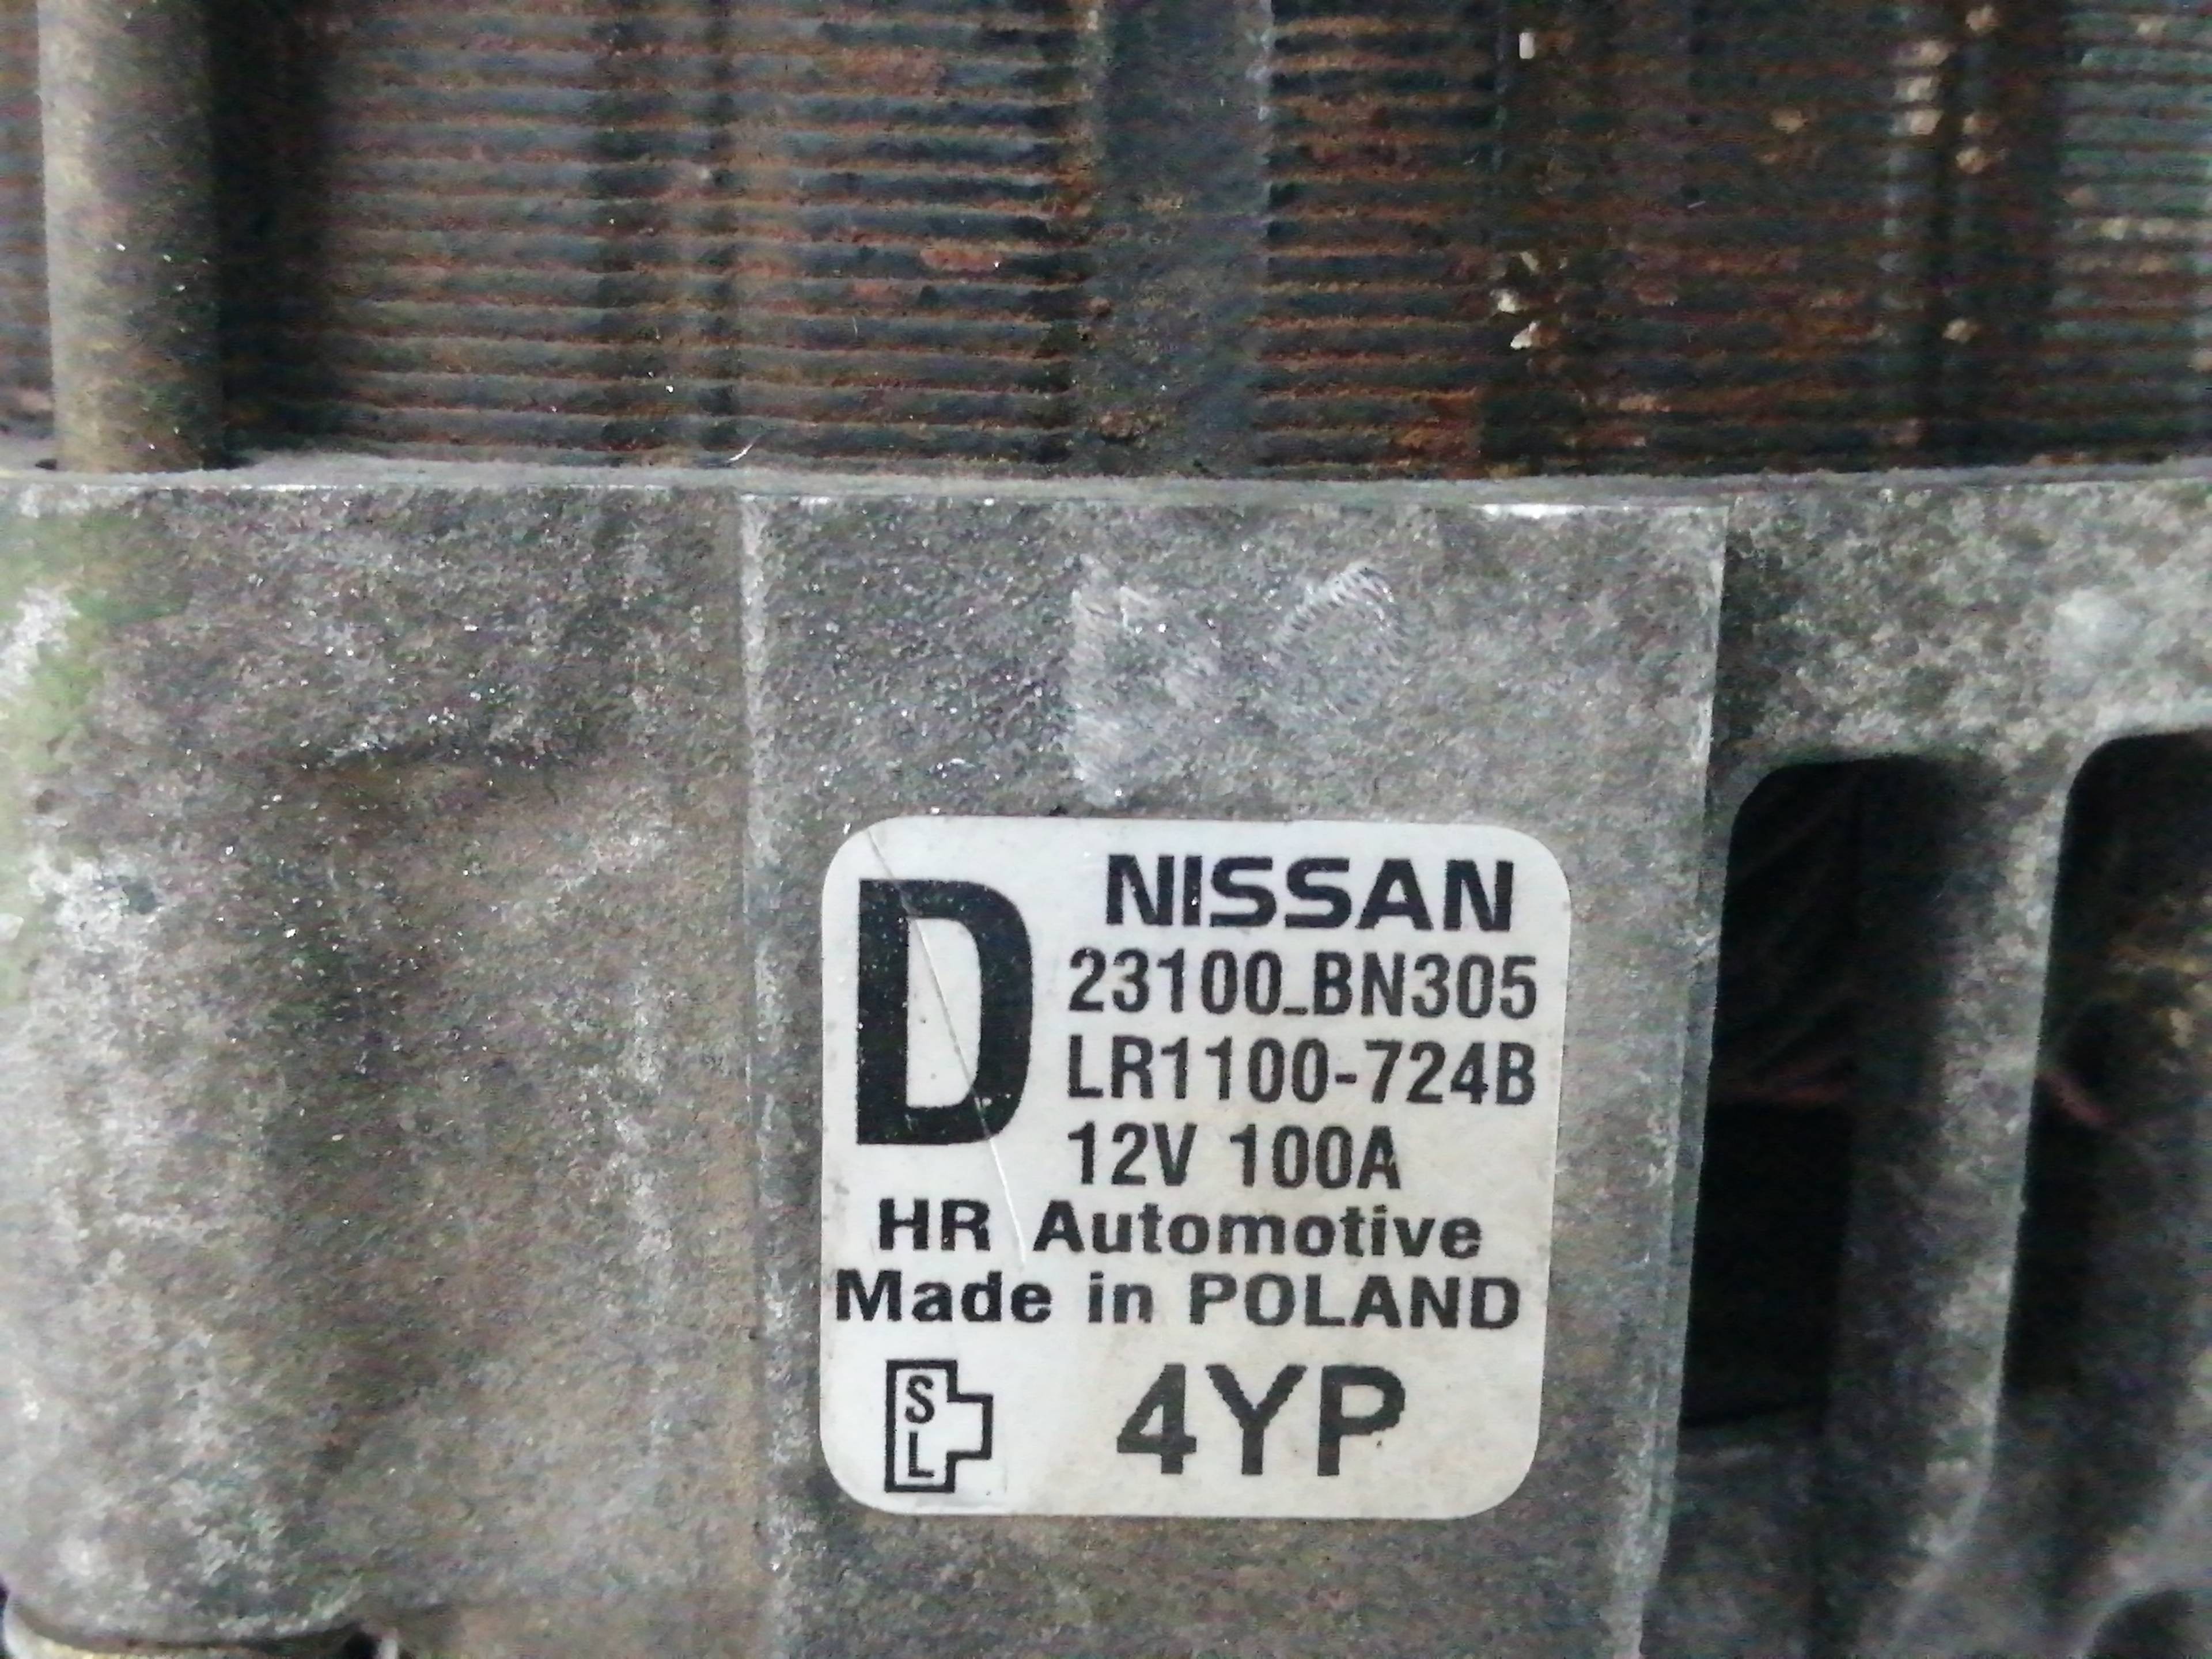 D
NISSAN
23100_BN305
LR1100-724B
12V 100A
HR Automotive
Made in POLAND
S
L
4YP